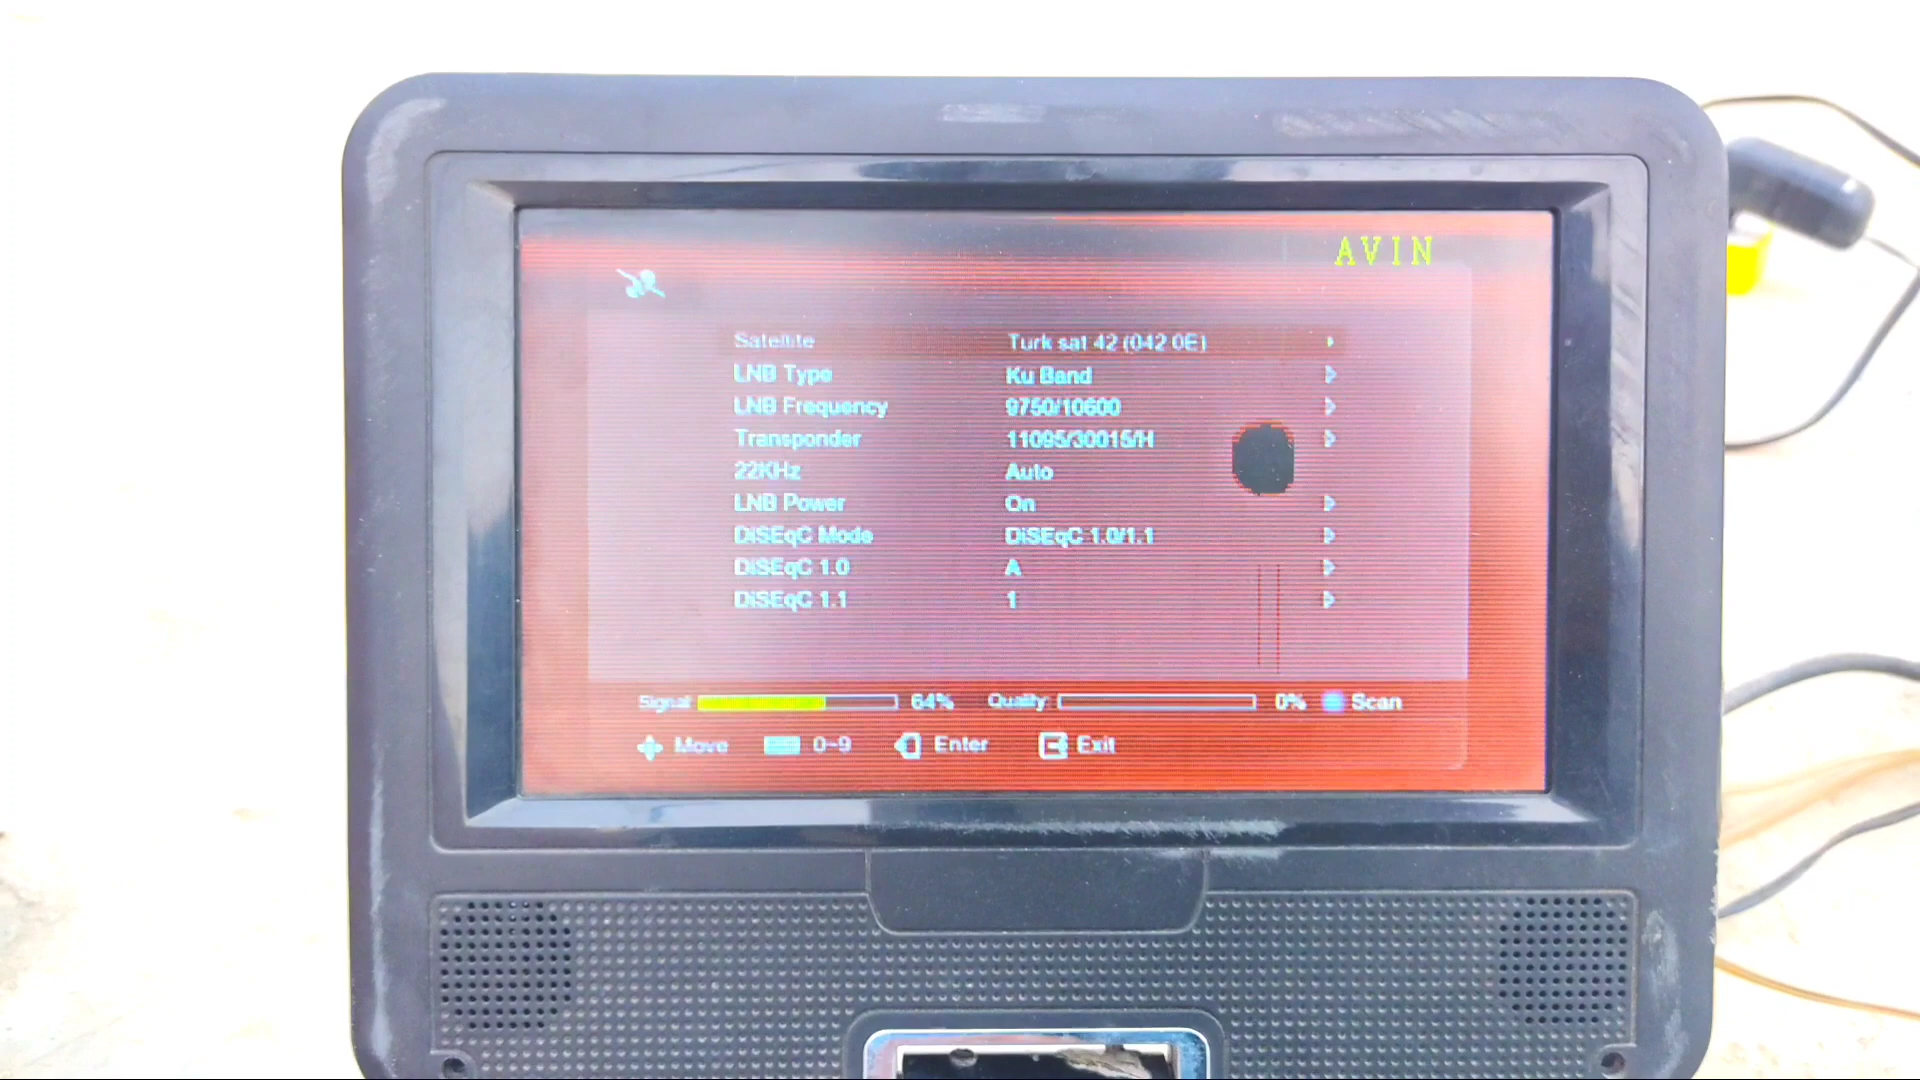 AVIN
Satellite Turk sat 42 (042 0E)
LNB Type Ku Band
LNB Frequency 9750/10600
Transponder 11095/30015/H
22KHz Auto
LNB Power On
DiSEqC Mode DiSEqC 1.0/1.1
DiSEqC 1.0 A
DiSEqC 1.1 1
Signal 64% Quality 0% Scan
Move 0~9 Enter Exit